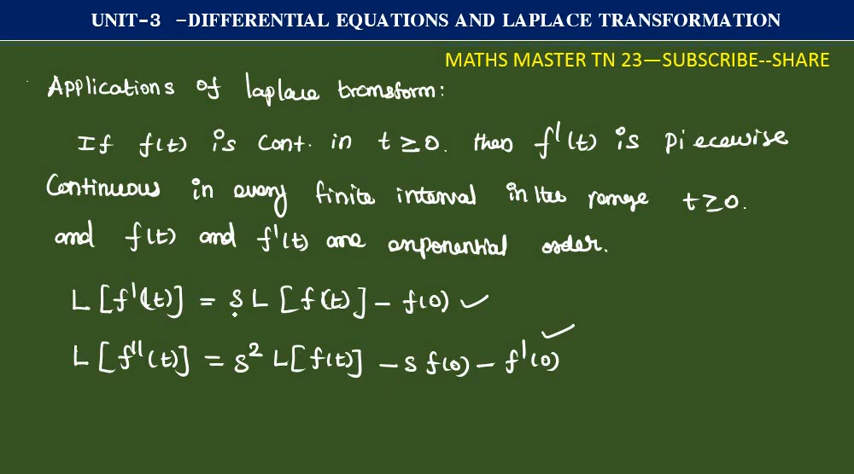 UNIT-3 -DIFFERENTIAL EQUATIONS AND LAPLACE TRANSFORMATION
MATHS MASTER TN 23—SUBSCRIBE--SHARE
Applications of laplace transform:
If f(t) is cont. in t ≥ 0. then f'(t) is piecewise
Continuous in every finite interval in the range t ≥ 0.
and f(t) and f'(t) are exponential order.
L[f'(t)] = S L[f(t)] - f(0) ✓
L[f''(t)] = S² L[f(t)] - S f(0) - f'(0) ✓